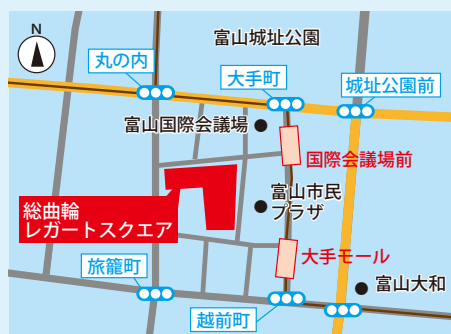 N
富山城址公園
丸の内
大手町
城址公園前
富山国際会議場
国際会議場前
総曲輪
レガートスクエア
富山市民
プラザ
大手モール
旅籠町
富山大和
越前町